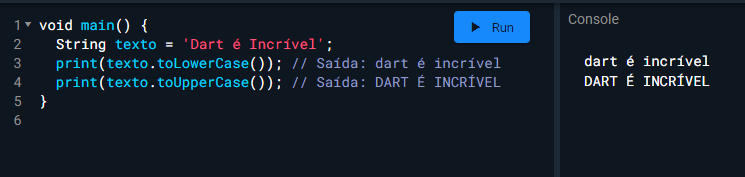 1 void main() {
2 String texto = 'Dart é Incrível';
3 print(texto.toLowerCase()); // Saída: dart é incrível
4 print(texto.toUpperCase()); // Saída: DART É INCRÍVEL
5 }
6
Run
Console
dart é incrível
DART É INCRÍVEL